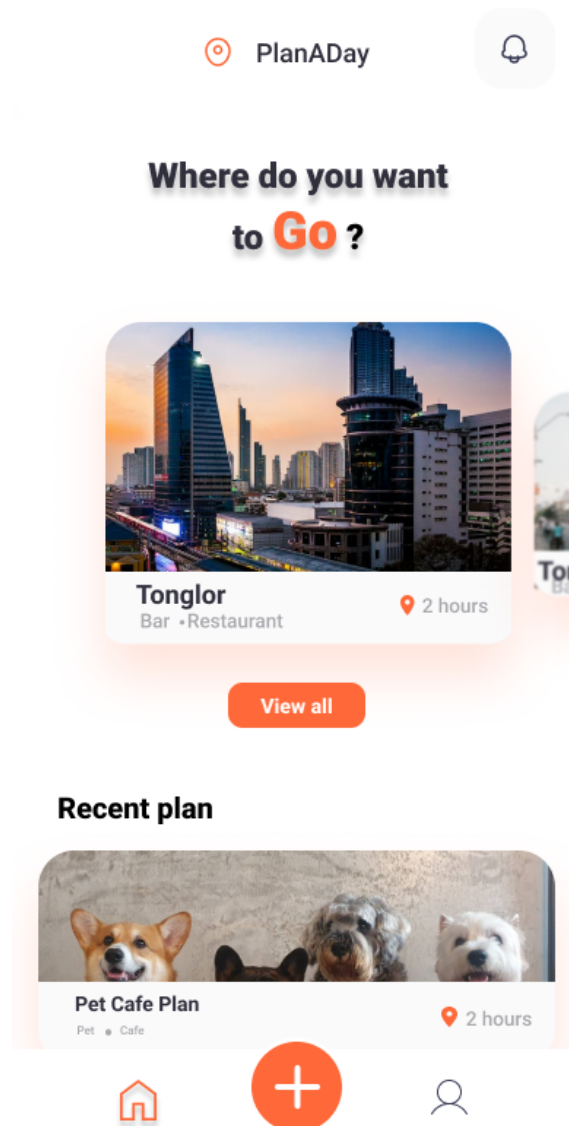 PlanADay
Where do you want
to Go ?
Tonglor
Bar •Restaurant
2 hours
View all
Recent plan
Pet Cafe Plan
Pet • Cafe
2 hours